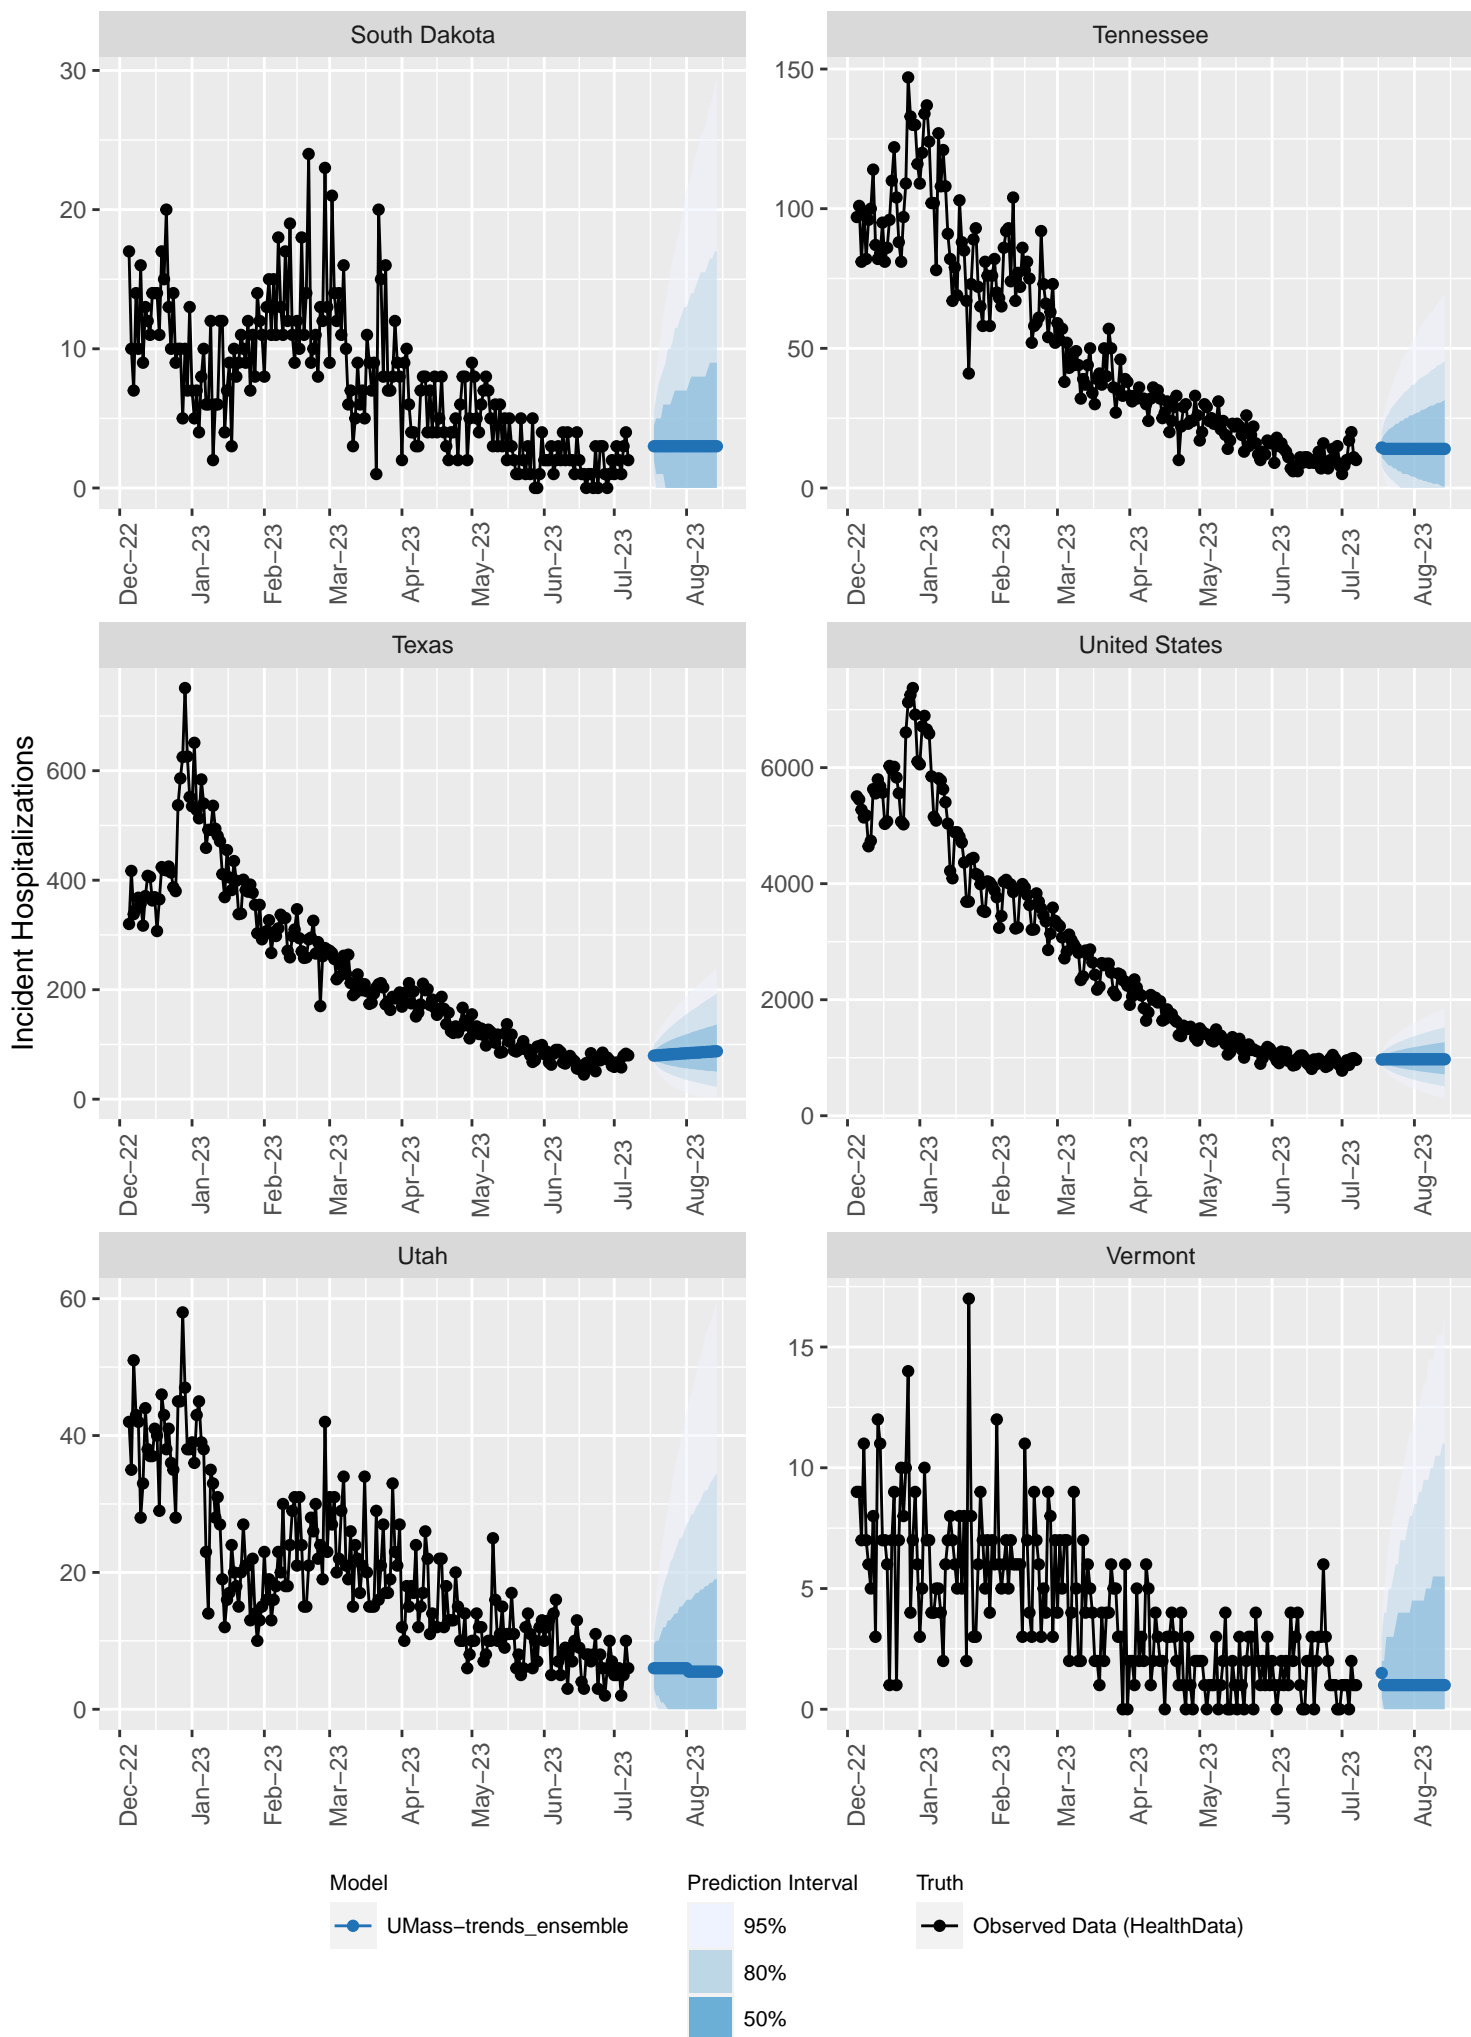 South Dakota
Tennessee
30
20
10
0
150
100
50
0
Dec−22
Jan−23
Feb−23
Mar−23
Apr−23
May−23
Jun−23
Jul−23
Aug−23
Dec−22
Jan−23
Feb−23
Mar−23
Apr−23
May−23
Jun−23
Jul−23
Aug−23
Incident Hospitalizations
Texas
United States
600
400
200
0
6000
4000
2000
0
Dec−22
Jan−23
Feb−23
Mar−23
Apr−23
May−23
Jun−23
Jul−23
Aug−23
Dec−22
Jan−23
Feb−23
Mar−23
Apr−23
May−23
Jun−23
Jul−23
Aug−23
Utah
Vermont
60
40
20
0
15
10
5
0
Dec−22
Jan−23
Feb−23
Mar−23
Apr−23
May−23
Jun−23
Jul−23
Aug−23
Dec−22
Jan−23
Feb−23
Mar−23
Apr−23
May−23
Jun−23
Jul−23
Aug−23
Model
UMass−trends_ensemble
Prediction Interval
95%
80%
50%
Truth
Observed Data (HealthData)